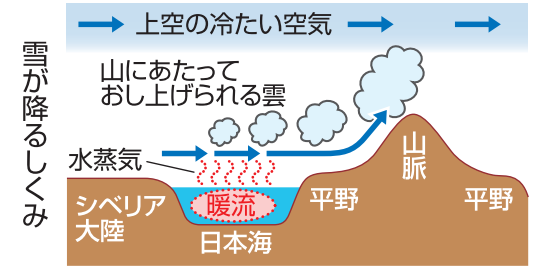 雪が降るしくみ
上空の冷たい空気
山にあたって
おし上げられる雲
水蒸気
山脈
シベリア
大陸
暖流
日本海
平野
平野